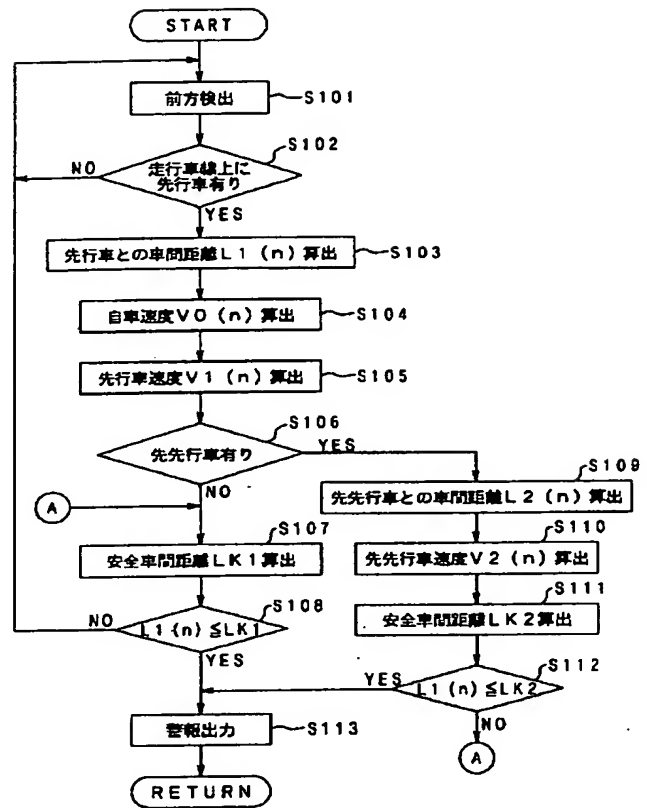 START
前方検出
S101
走行車線上に
先行車有り
S102
NO
YES
先行車との車間距離L1(n)算出
S103
自車速度V0(n)算出
S104
先行車速度V1(n)算出
S105
先先行車有り
S106
YES
NO
A
先先行車との車間距離L2(n)算出
S109
安全車間距離LK1算出
S107
先先行車速度V2(n)算出
S110
安全車間距離LK2算出
S111
L1(n)≦LK1
S108
NO
YES
L1(n)≦LK2
S112
YES
NO
A
警報出力
S113
RETURN